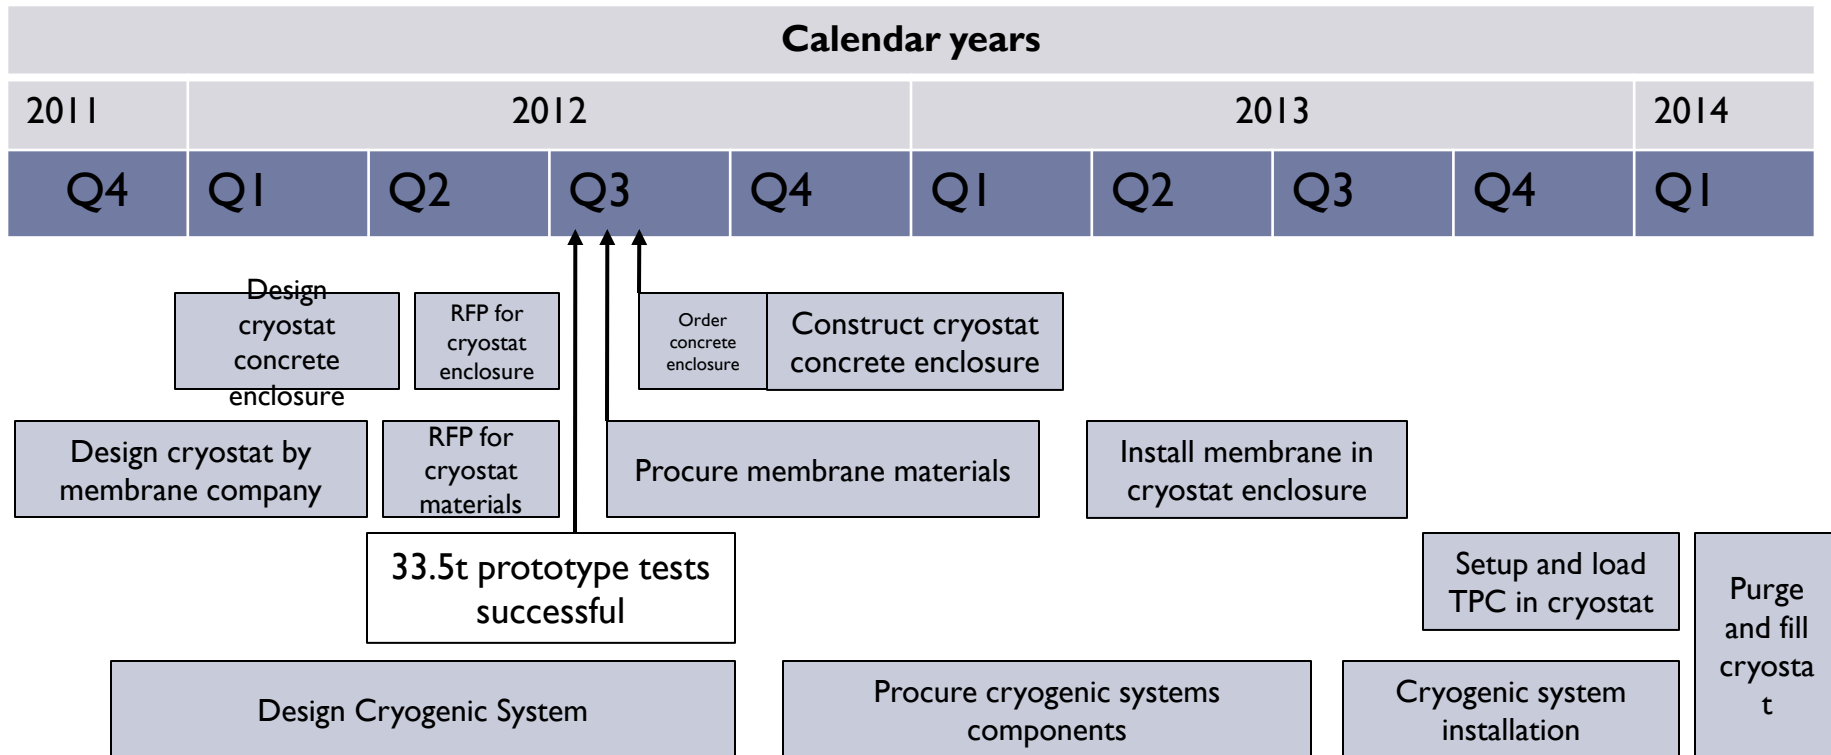 Calendar years
2011
2012
2013
2014
Q4
Q1
Q2
Q3
Q4
Q1
Q2
Q3
Q4
Q1
Design
cryostat
concrete
enclosure
RFP for
cryostat
enclosure
Order
concrete
enclosure
Construct cryostat
concrete enclosure
Design cryostat by
membrane company
RFP for
cryostat
materials
Procure membrane materials
Install membrane in
cryostat enclosure
33.5t prototype tests
successful
Setup and load
TPC in cryostat
Purge
and fill
cryosta
t
Design Cryogenic System
Procure cryogenic systems
components
Cryogenic system
installation